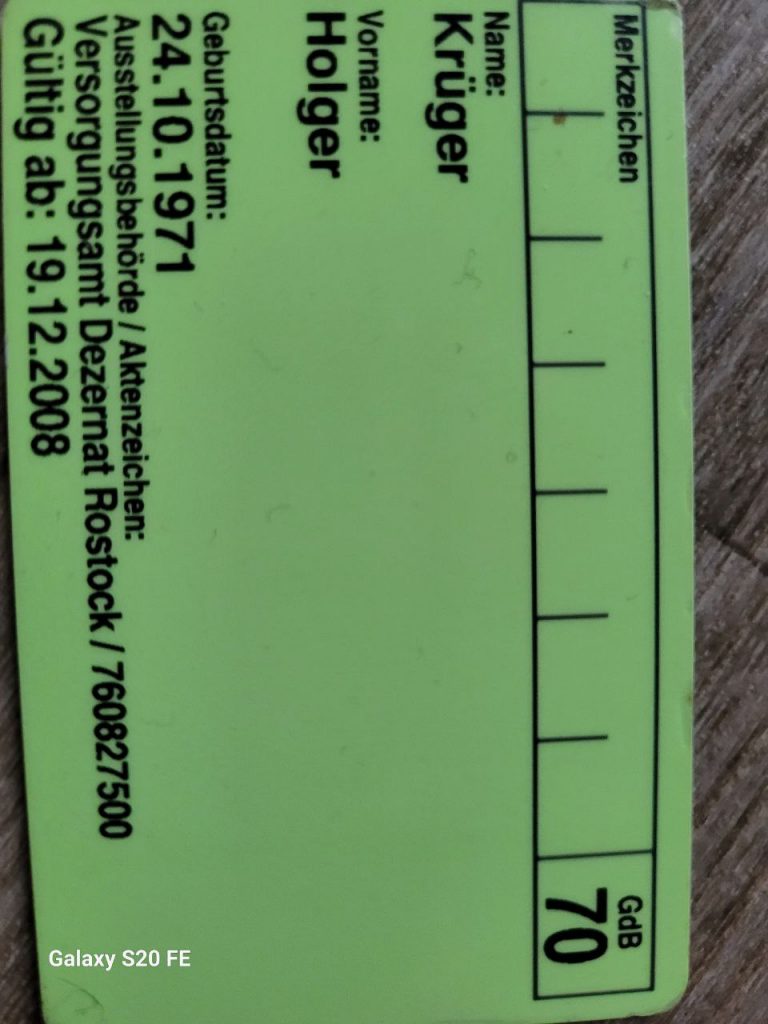 Merkzeichen
GdB
70
Name:
Krüger
Vorname:
Holger
Geburtsdatum:
24.10.1971
Ausstellungsbehörde / Aktenzeichen:
Versorgungsamt Dezernat Rostock / 760827500
Gültig ab: 19.12.2008
Galaxy S20 FE